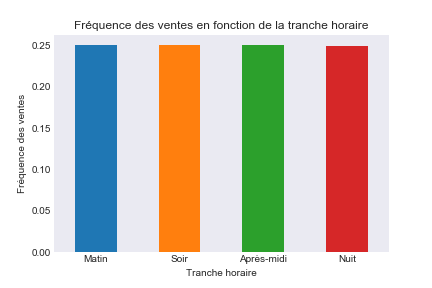 Fréquence des ventes en fonction de la tranche horaire
Fréquence des ventes
0.25
0.20
0.15
0.10
0.05
0.00
Matin Soir Après-midi Nuit
Tranche horaire